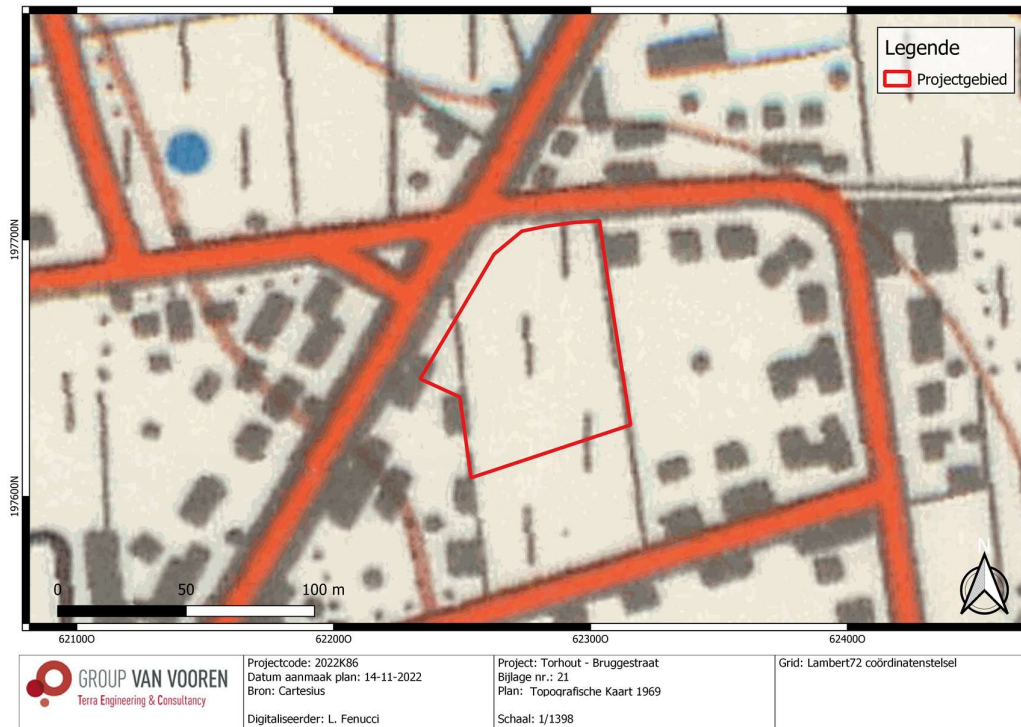 Legende
Projectgebied
197700N
197600N
N
0 50 100 m
621000 622000 623000 624000
GROUP VAN VOOREN
Terra Engineering & Consultancy
Projectcode: 2022K86
Datum aanmaak plan: 14-11-2022
Bron: Cartesius
Digitaliseerder: L. Fenucci
Project: Torhout - Bruggestraat
Bijlage nr.: 21
Plan: Topografische Kaart 1969
Schaal: 1/1398
Grid: Lambert72 coördinatenstelsel